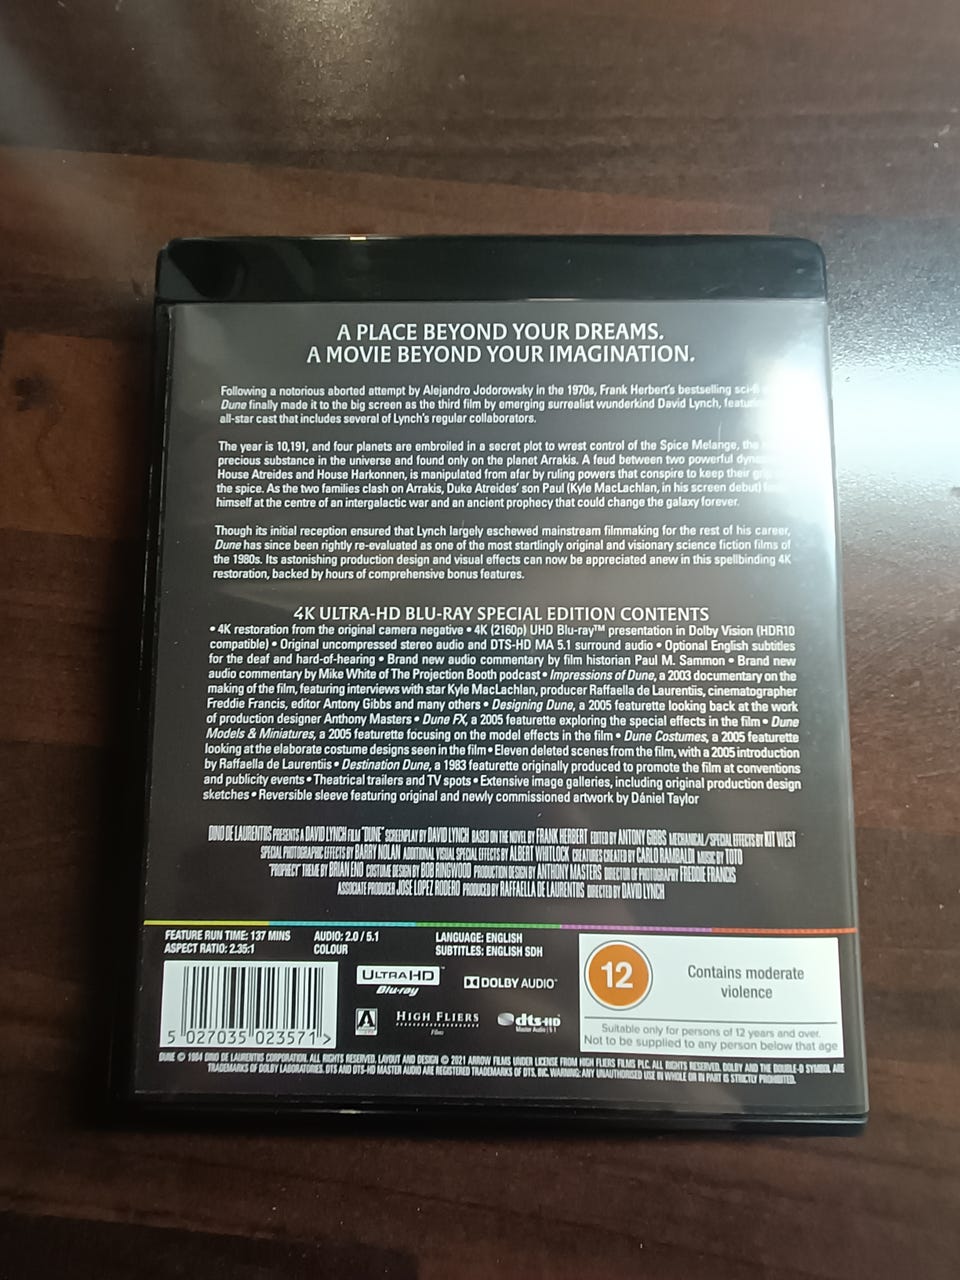 A PLACE BEYOND YOUR DREAMS.
A MOVIE BEYOND YOUR IMAGINATION.
Following a notorious aborted attempt by Alejandro Jodorowsky in the 1970s, Frank Herbert's bestselling sci-fi
Dune finally made it to the big screen as the third film by emerging surrealist wunderkind David Lynch,
all-star cast that includes several of Lynch's regular collaborators.
The year is 10,191, and four planets are embroiled in a secret plot to wrest control of the Spice Melange, the
precious substance in the universe and found only on the planet Arrakis. A feud between two powerful
House Atreides and House Harkonnen, is manipulated from afar by ruling powers that conspire to keep their
the spice. As the two families clash on Arrakis, Duke Atreides' son Paul (Kyle MacLachlan, in his screen debut)
himself at the centre of an intergalactic war and an ancient prophecy that could change the galaxy forever.
Though its initial reception ensured that Lynch largely eschewed mainstream filmmaking for the rest of his career,
Dune has since been rightly re-evaluated as one of the most startlingly original and visionary science fiction films of
the 1980s. Its astonishing production design and visual effects can now be appreciated anew in this spellbinding 4K
restoration, backed by hours of comprehensive bonus features.
4K ULTRA-HD BLU-RAY SPECIAL EDITION CONTENTS
• 4K restoration from the original camera negative • 4K (2160p) UHD Blu-ray™ presentation in Dolby Vision (HDR10
compatible) • Original uncompressed stereo audio and DTS-HD MA 5.1 surround audio • Optional English subtitles
for the deaf and hard-of-hearing • Brand new audio commentary by film historian Paul M. Sammon • Brand new
audio commentary by Mike White of The Projection Booth podcast • Impressions of Dune, a 2003 documentary on the
making of the film, featuring interviews with star Kyle MacLachlan, producer Raffaella de Laurentiis, cinematographer
Freddie Francis, editor Antony Gibbs and many others • Designing Dune, a 2005 featurette looking back at the work
of production designer Anthony Masters • Dune FX, a 2005 featurette exploring the special effects in the film • Dune
Models & Miniatures, a 2005 featurette focusing on the model effects in the film • Dune Costumes, a 2005 featurette
looking at the elaborate costume designs seen in the film • Eleven deleted scenes from the film, with a 2005 introduction
by Raffaella de Laurentiis • Destination Dune, a 1983 featurette originally produced to promote the film at conventions
and publicity events • Theatrical trailers and TV spots • Extensive image galleries, including original production design
sketches • Reversible sleeve featuring original and newly commissioned artwork by Dániel Taylor
DINO DE LAURENTIIS PRESENTS A DAVID LYNCH FILM "DUNE" SCREENPLAY BY DAVID LYNCH BASED ON THE NOVEL BY FRANK HERBERT EDITED BY ANTONY GIBBS MECHANICAL/SPECIAL EFFECTS BY KIT WEST
SPECIAL PHOTOGRAPHIC EFFECTS BY BARRY NOLAN ADDITIONAL VISUAL SPECIAL EFFECTS BY ALBERT WHITLOCK CREATURES CREATED BY CARLO RAMBALDI MUSIC BY TOTO
"PROPHECY" THEME BY BRIAN ENO COSTUME DESIGN BY BOB RINGWOOD PRODUCTION DESIGN BY ANTHONY MASTERS DIRECTOR OF PHOTOGRAPHY FREDDIE FRANCIS
ASSOCIATE PRODUCER JOSE LOPEZ RODERO PRODUCED BY RAFFAELLA DE LAURENTIIS DIRECTED BY DAVID LYNCH
FEATURE RUN TIME: 137 MINS AUDIO: 2.0 / 5.1 LANGUAGE: ENGLISH
ASPECT RATIO: 2.35:1 COLOUR SUBTITLES: ENGLISH SDH
ULTRA HD
Blu-ray
DOLBY AUDIO™
12
Contains moderate
violence
A
HIGH FLIERS
Films
dts-HD
Master Audio | 5.1
Suitable only for persons of 12 years and over.
Not to be supplied to any person below that age
5 027035 023571 >
DUNE © 1984 DINO DE LAURENTIIS CORPORATION. ALL RIGHTS RESERVED. LAYOUT AND DESIGN © 2021 ARROW FILMS UNDER LICENSE FROM HIGH FLIERS FILMS PLC. ALL RIGHTS RESERVED. DOLBY AND THE DOUBLE-D SYMBOL ARE
TRADEMARKS OF DOLBY LABORATORIES. DTS AND DTS-HD MASTER AUDIO ARE REGISTERED TRADEMARKS OF DTS, INC. WARNING: ANY UNAUTHORISED USE IN WHOLE OR IN PART IS STRICTLY PROHIBITED.